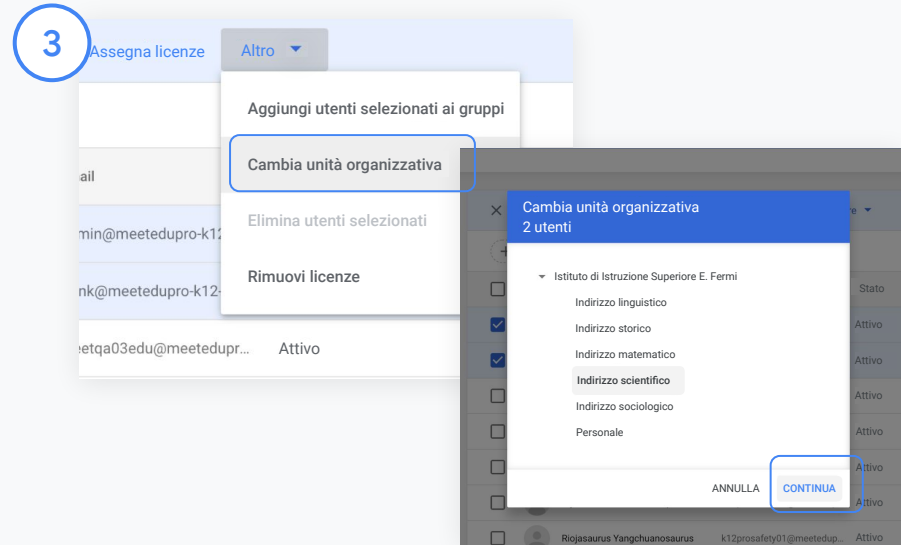 3
Assegna licenze
Altro
Aggiungi utenti selezionati ai gruppi
Cambia unità organizzativa
Elimina utenti selezionati
Rimuovi licenze
ail
min@meetedupro-k12
nk@meetedupro-k12-
eetqa03edu@meetedupr... Attivo
Cambia unità organizzativa
2 utenti
Istituto di Istruzione Superiore E. Fermi
Indirizzo linguistico
Indirizzo storico
Indirizzo matematico
Indirizzo scientifico
Indirizzo sociologico
Personale
ANNULLA CONTINUA
Stato
Attivo
Attivo
Attivo
Attivo
Attivo
Attivo
Riojasaurus Yangchuanosaurus k12prosafety01@meetedup... Attivo